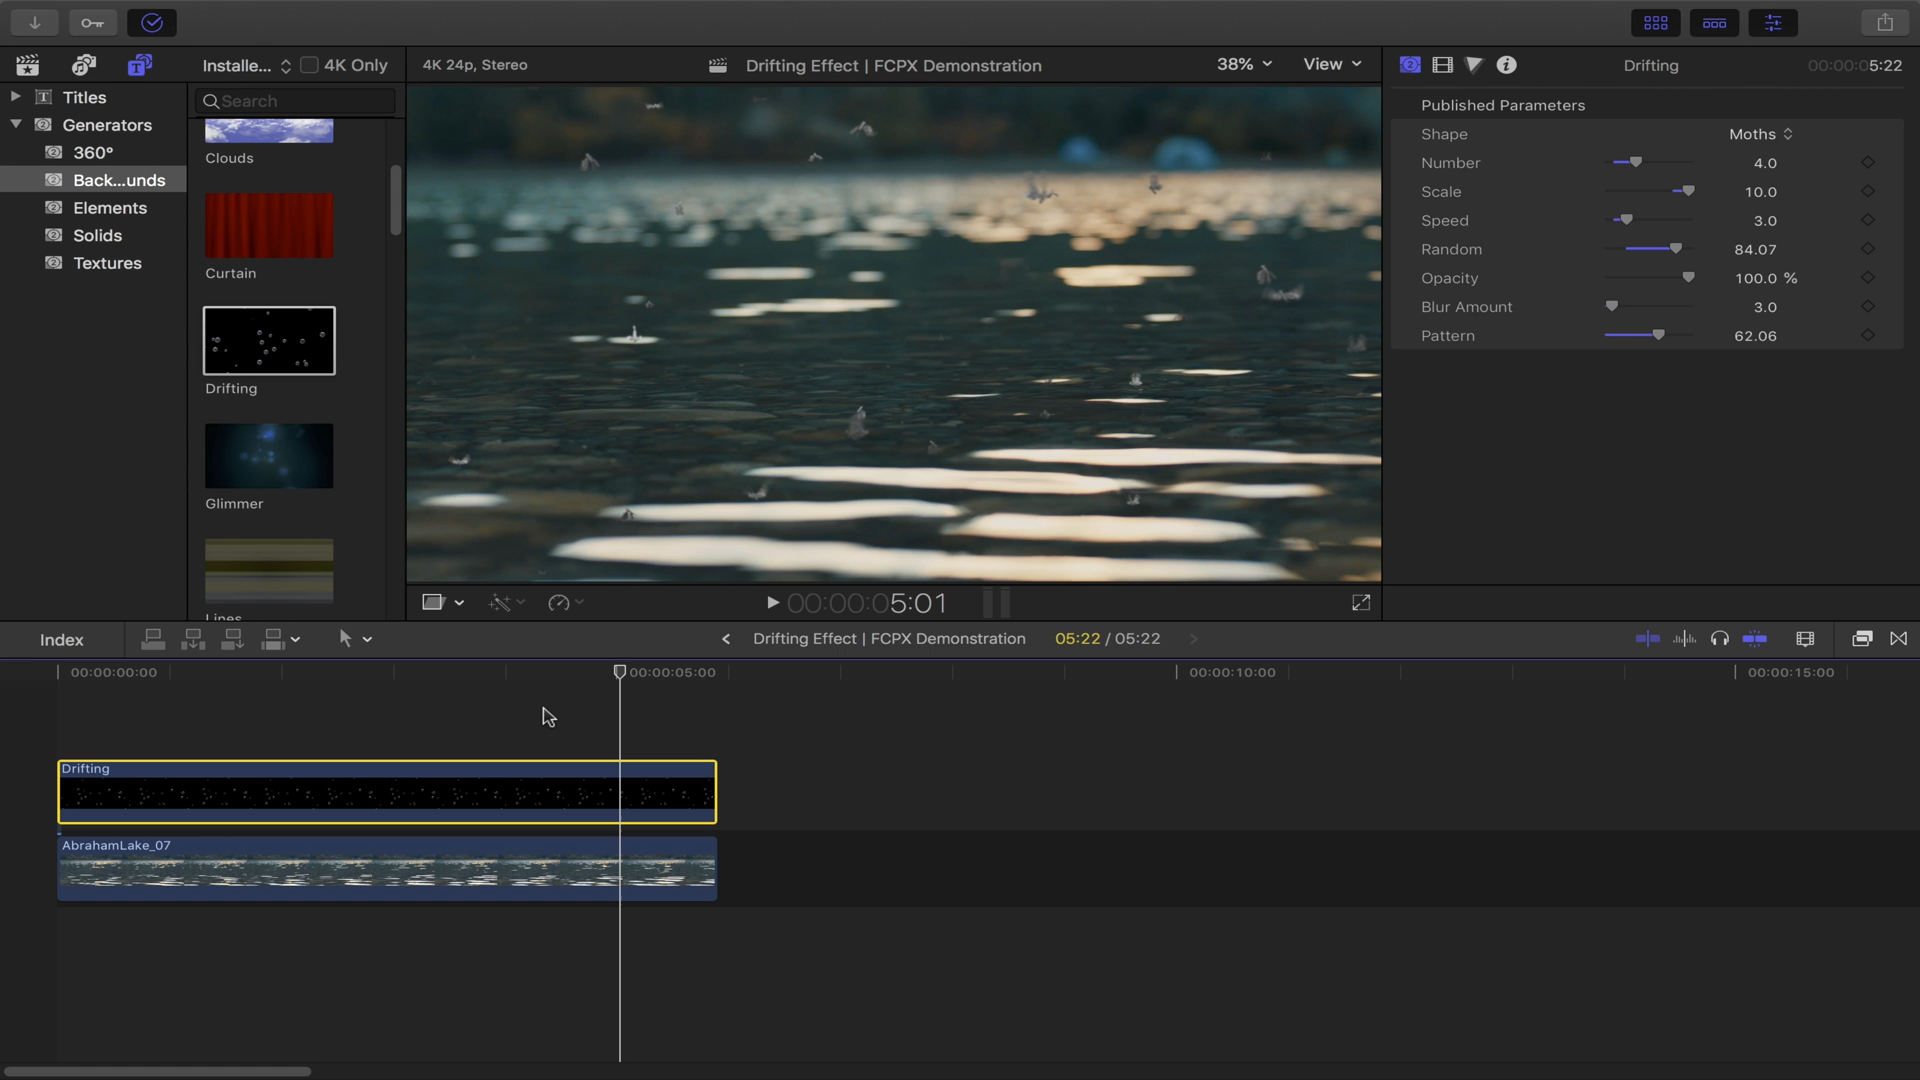 Installe...
4K Only
4K 24p, Stereo
Drifting Effect | FCPX Demonstration
38%
View
Drifting
00:00:05:22
Titles
Generators
360°
Back...unds
Elements
Solids
Textures
Search
Clouds
Curtain
Drifting
Glimmer
Lines
Published Parameters
Shape Moths
Number 4.0
Scale 10.0
Speed 3.0
Random 84.07
Opacity 100.0 %
Blur Amount 3.0
Pattern 62.06
00:00:05:01
Index
Drifting Effect | FCPX Demonstration
05:22 / 05:22
00:00:00:00
00:00:05:00
00:00:10:00
00:00:15:00
Drifting
AbrahamLake_07